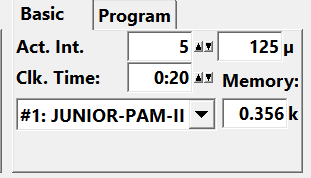 Basic Program
Act. Int. 5 125 µ
Clk. Time: 0:20 Memory:
#1: JUNIOR-PAM-II 0.356 k